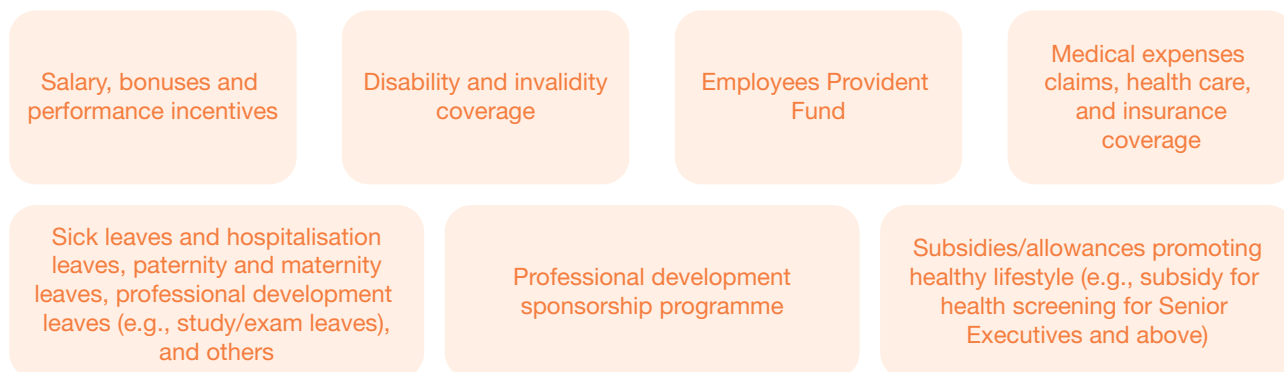 Salary, bonuses and
performance incentives
Disability and invalidity
coverage
Employees Provident
Fund
Medical expenses
claims, health care,
and insurance
coverage
Sick leaves and hospitalisation
leaves, paternity and maternity
leaves, professional development
leaves (e.g., study/exam leaves),
and others
Professional development
sponsorship programme
Subsidies/allowances promoting
healthy lifestyle (e.g., subsidy for
health screening for Senior
Executives and above)